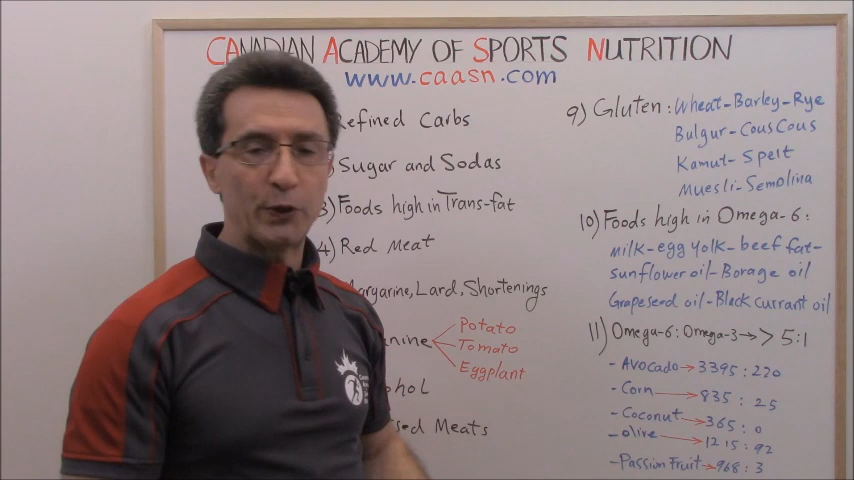 CANADIAN ACADEMY OF SPORTS NUTRITION
www.caasn.com
Refined Carbs
) Sugar and Sodas
3) Foods high in Trans-fat
4) Red Meat
Margarine, Lard, Shortenings
anine
Potato
Tomato
Eggplant
ohol
sed Meats
9) Gluten: Wheat-Barley-Rye
Bulgur-CousCous
Kamut-Spelt
Muesli-Semolina
10) Foods high in Omega-6:
milk-egg yolk-beef fat-
sunflower oil-Borage oil
Grapeseed oil-Black currant oil
11) Omega-6: Omega-3→ > 5:1
- Avocado→3395:220
- Corn→835:25
- Coconut→365:0
- olive→1215:92
- Passion Fruit→968:3